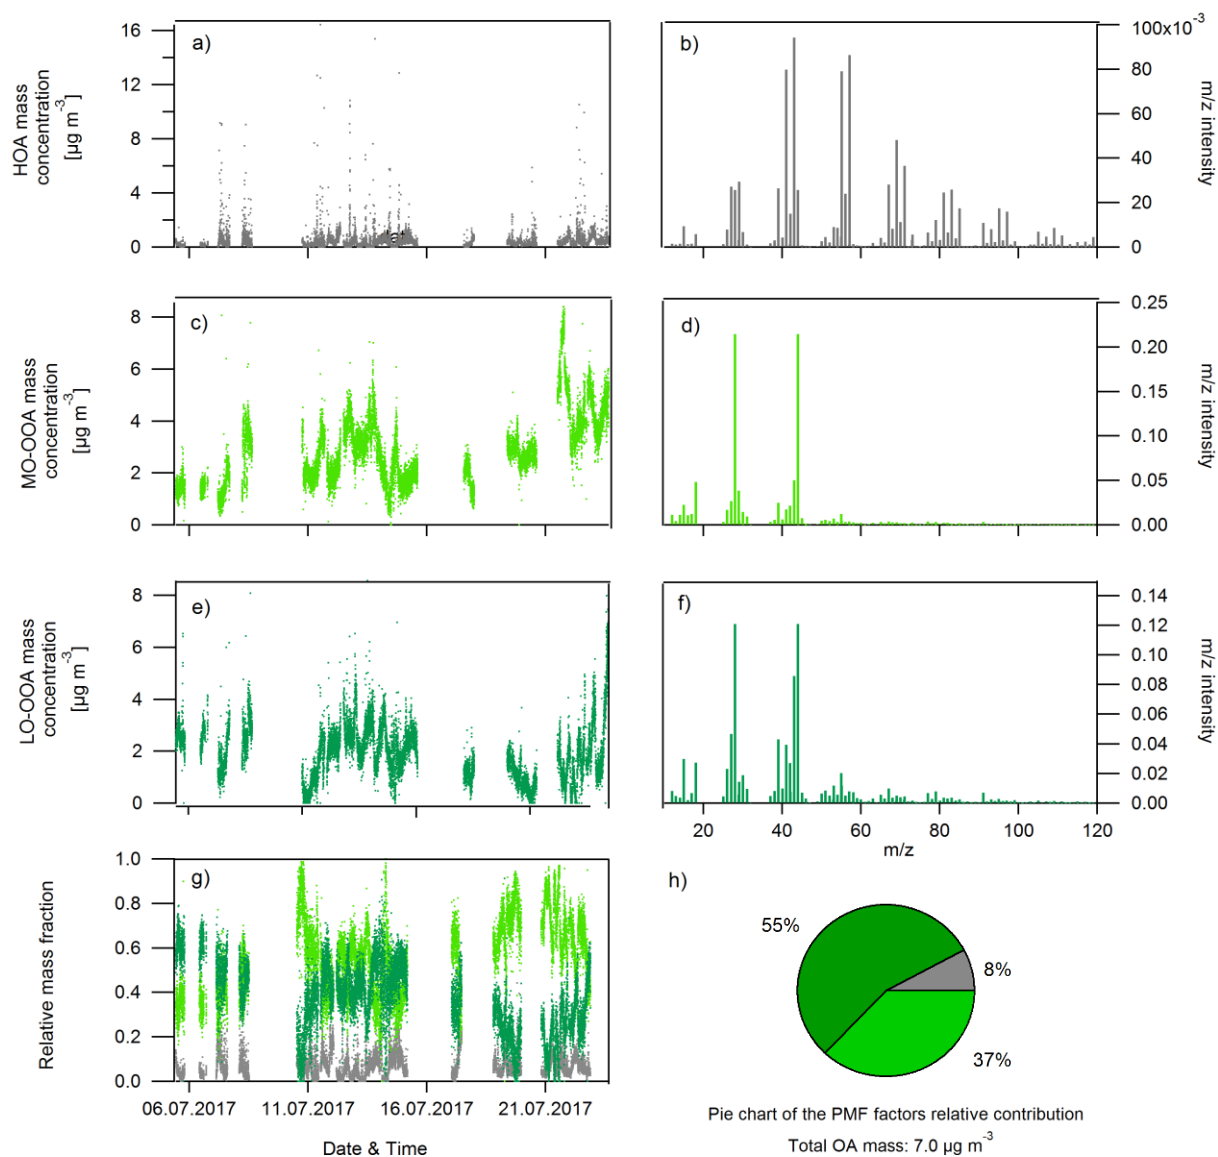 a)
HOA mass
concentration
[µg m⁻³]
16
12
8
4
0
b)
100x10⁻³
80
60
40
20
0
m/z intensity
c)
MO-OOA mass
concentration
[µg m⁻³]
8
6
4
2
0
d)
0.25
0.20
0.15
0.10
0.05
0.00
m/z intensity
e)
LO-OOA mass
concentration
[µg m⁻³]
8
6
4
2
0
f)
0.14
0.12
0.10
0.08
0.06
0.04
0.02
0.00
m/z intensity
20 40 60 80 100 120
m/z
g)
Relative mass fraction
1.0
0.8
0.6
0.4
0.2
0.0
06.07.2017 11.07.2017 16.07.2017 21.07.2017
Date & Time
h)
55%
8%
37%
Pie chart of the PMF factors relative contribution
Total OA mass: 7.0 µg m⁻³